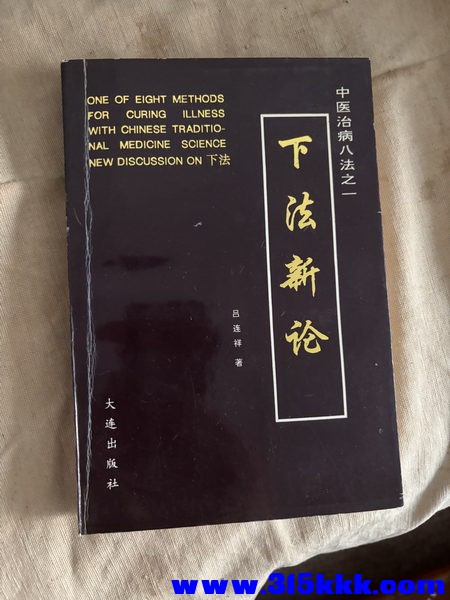 ONE OF EIGHT METHODS
FOR CURING ILLNESS
WITH CHINESE TRADITIO-
NAL MEDICINE SCIENCE
NEW DISCUSSION ON 下法
中医治病八法之一
下法新论
吕连祥 著
大连出版社
www.315kkk.com